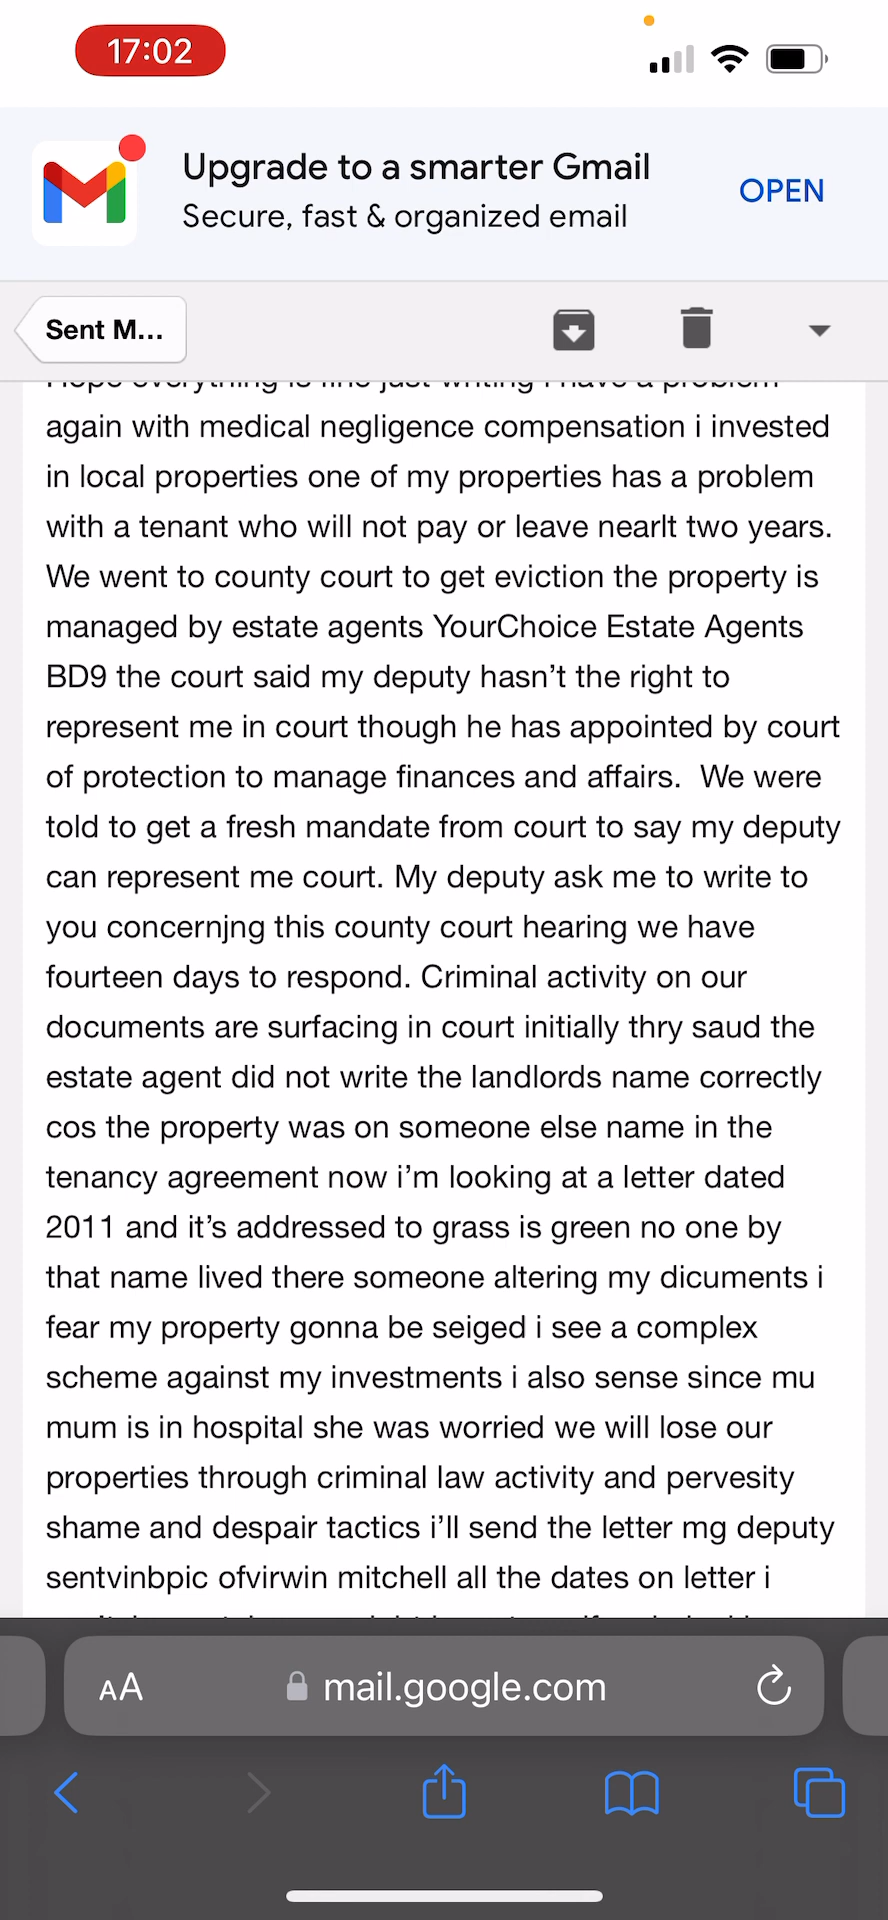 17:02
Upgrade to a smarter Gmail
Secure, fast & organized email
OPEN
Sent M...
Hope everything is fine just writing i have a problem
again with medical negligence compensation i invested
in local properties one of my properties has a problem
with a tenant who will not pay or leave nearlt two years.
We went to county court to get eviction the property is
managed by estate agents YourChoice Estate Agents
BD9 the court said my deputy hasn’t the right to
represent me in court though he has appointed by court
of protection to manage finances and affairs.  We were
told to get a fresh mandate from court to say my deputy
can represent me court. My deputy ask me to write to
you concernjng this county court hearing we have
fourteen days to respond. Criminal activity on our
documents are surfacing in court initially thry saud the
estate agent did not write the landlords name correctly
cos the property was on someone else name in the
tenancy agreement now i’m looking at a letter dated
2011 and it’s addressed to grass is green no one by
that name lived there someone altering my dicuments i
fear my property gonna be seiged i see a complex
scheme against my investments i also sense since mu
mum is in hospital she was worried we will lose our
properties through criminal law activity and pervesity
shame and despair tactics i’ll send the letter mg deputy
sentvinbpic ofvirwin mitchell all the dates on letter i
AA
mail.google.com